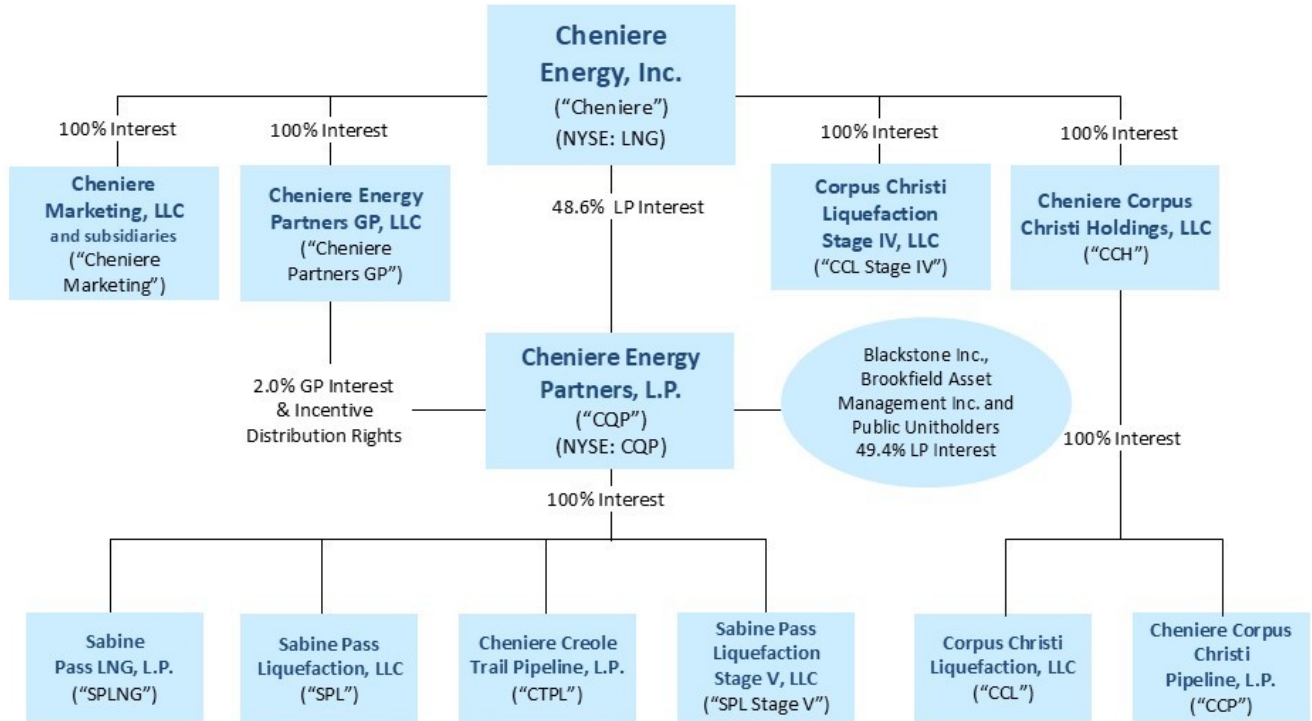 Cheniere
Energy, Inc.
(“Cheniere”)
(NYSE: LNG)
100% Interest
100% Interest
100% Interest
100% Interest
Cheniere
Marketing, LLC
and subsidiaries
(“Cheniere
Marketing”)
Cheniere Energy
Partners GP, LLC
(“Cheniere
Partners GP”)
48.6% LP Interest
Corpus Christi
Liquefaction
Stage IV, LLC
(“CCL Stage IV”)
Cheniere Corpus
Christi Holdings, LLC
(“CCH”)
2.0% GP Interest
& Incentive
Distribution Rights
Cheniere Energy
Partners, L.P.
(“CQP”)
(NYSE: CQP)
Blackstone Inc.,
Brookfield Asset
Management Inc. and
Public Unitholders
49.4% LP Interest
100% Interest
100% Interest
Sabine
Pass LNG, L.P.
(“SPLNG”)
Sabine Pass
Liquefaction, LLC
(“SPL”)
Cheniere Creole
Trail Pipeline, L.P.
(“CTPL”)
Sabine Pass
Liquefaction
Stage V, LLC
(“SPL Stage V”)
Corpus Christi
Liquefaction, LLC
(“CCL”)
Cheniere Corpus
Christi
Pipeline, L.P.
(“CCP”)